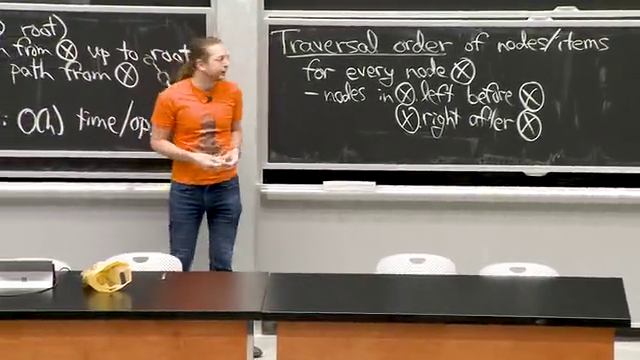 root)
from Ⓧ up to root
path from Ⓧ
: O(h) time/op
Traversal order of nodes/items
for every node Ⓧ
- nodes in Ⓧ.left before Ⓧ
Ⓧ.right after Ⓧ